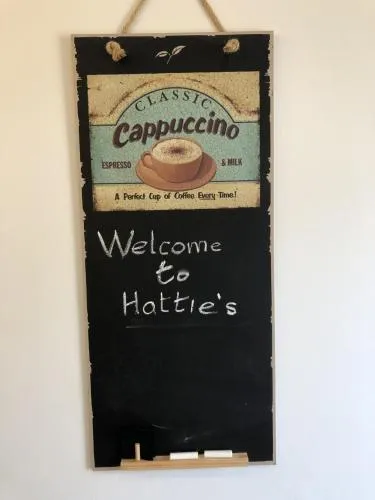 CLASSIC
Cappuccino
ESPRESSO & MILK
A Perfect Cup of Coffee Every Time!
Welcome
to
Hattie's